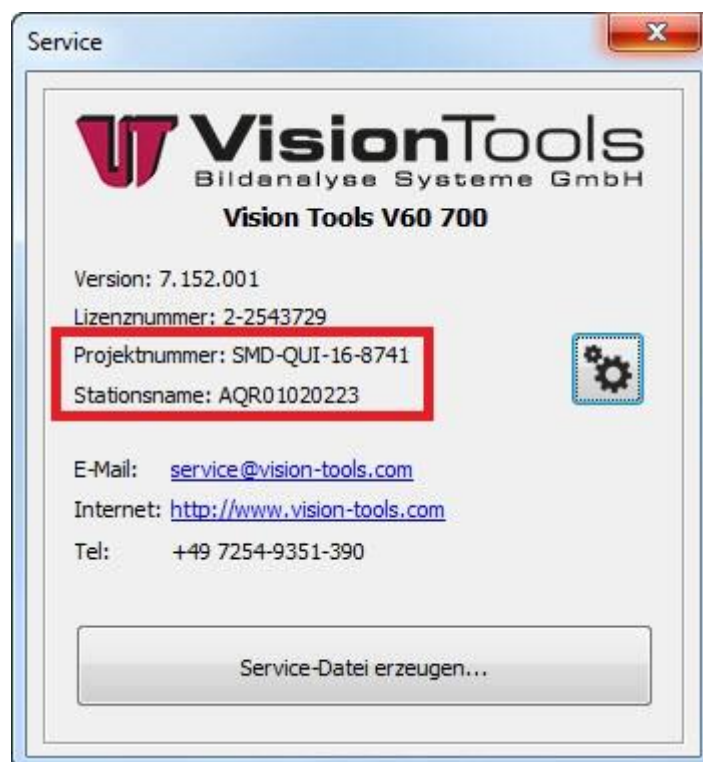 Service
VisionTools
Bildanalyse Systeme GmbH
Vision Tools V60 700
Version: 7.152.001
Lizenznummer: 2-2543729
Projektnummer: SMD-QUI-16-8741
Stationsname: AQR01020223
E-Mail: service@vision-tools.com
Internet: http://www.vision-tools.com
Tel: +49 7254-9351-390
Service-Datei erzeugen...